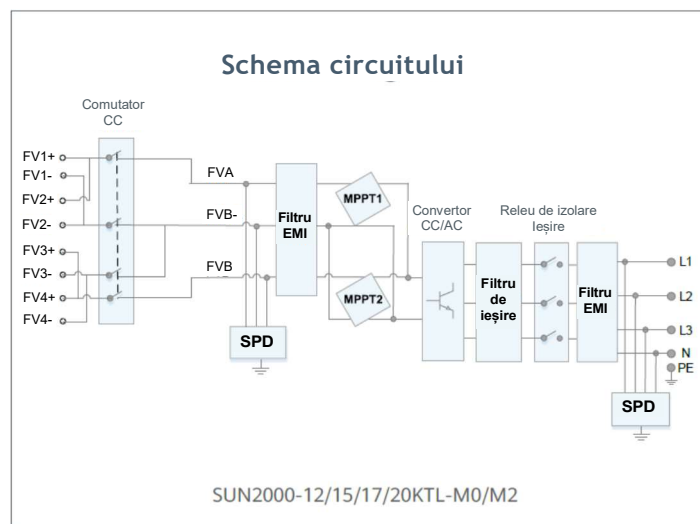 Schema circuitului
Comutator
CC
FV1+
FV1-
FV2+
FV2-
FV3+
FV3-
FV4+
FV4-
FVA
FVB-
FVB
Filtru
EMI
MPPT1
MPPT2
SPD
Convertor
CC/AC
Filtru
de
ieșire
Releu de izolare
Ieșire
Filtru
EMI
L1
L2
L3
N
PE
SPD
SUN2000-12/15/17/20KTL-M0/M2